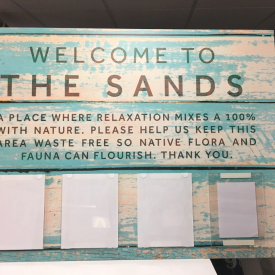 WELCOME TO
THE SANDS
A PLACE WHERE RELAXATION MIXES A 100%
WITH NATURE. PLEASE HELP US KEEP THIS
AREA WASTE FREE SO NATIVE FLORA AND
FAUNA CAN FLOURISH. THANK YOU.